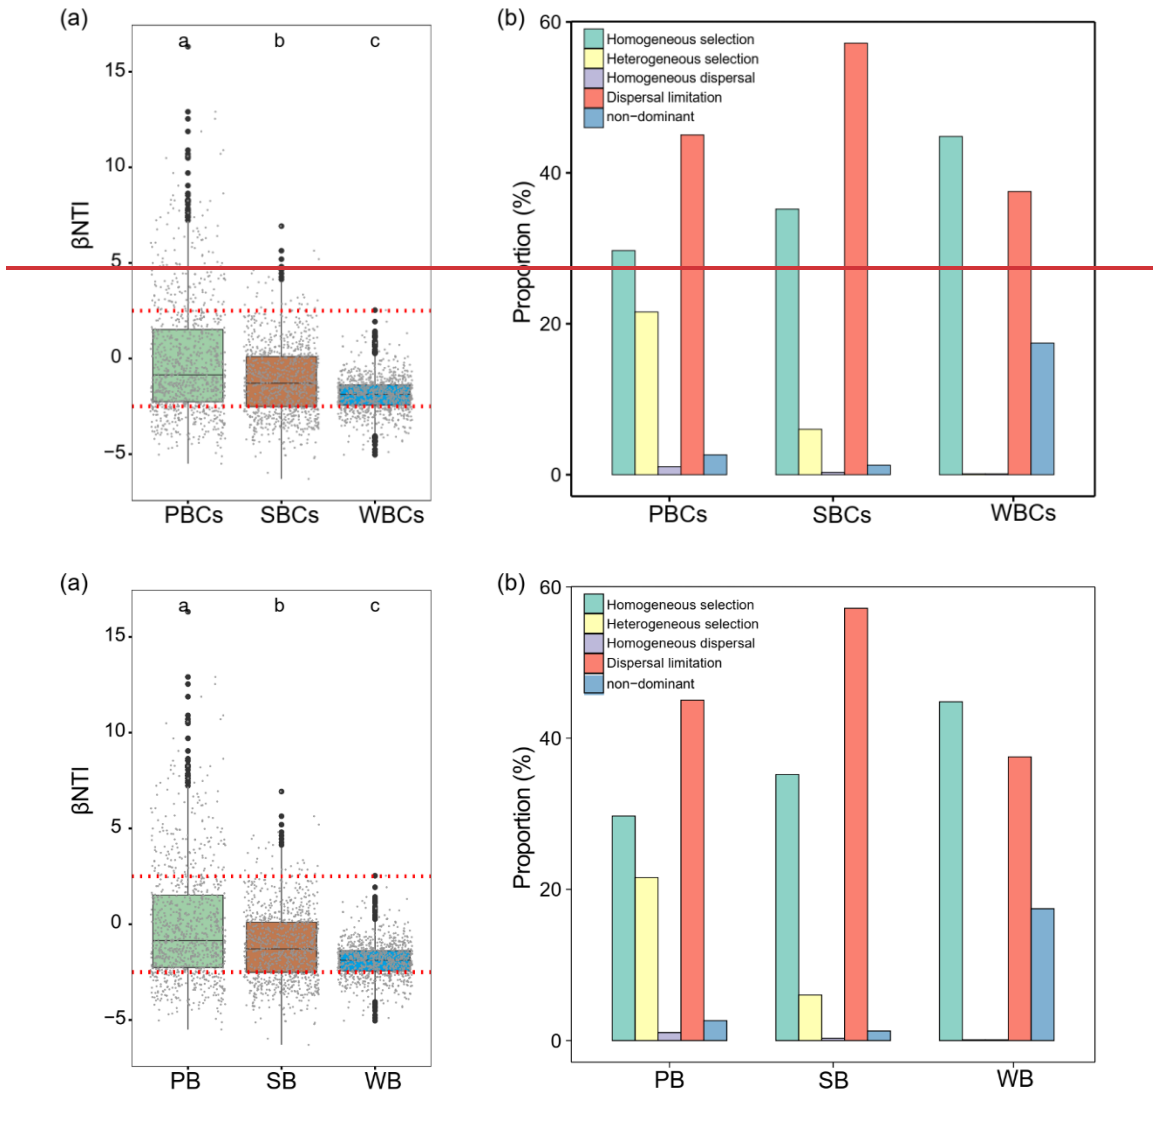 (a)
a b c
15
10
5
0
−5
βNTI
PBCs SBCs WBCs
(b)
60
40
20
0
Proportion (%)
Homogeneous selection
Heterogeneous selection
Homogeneous dispersal
Dispersal limitation
non−dominant
PBCs SBCs WBCs
(a)
a b c
15
10
5
0
−5
βNTI
PB SB WB
(b)
60
40
20
0
Proportion (%)
Homogeneous selection
Heterogeneous selection
Homogeneous dispersal
Dispersal limitation
non−dominant
PB SB WB